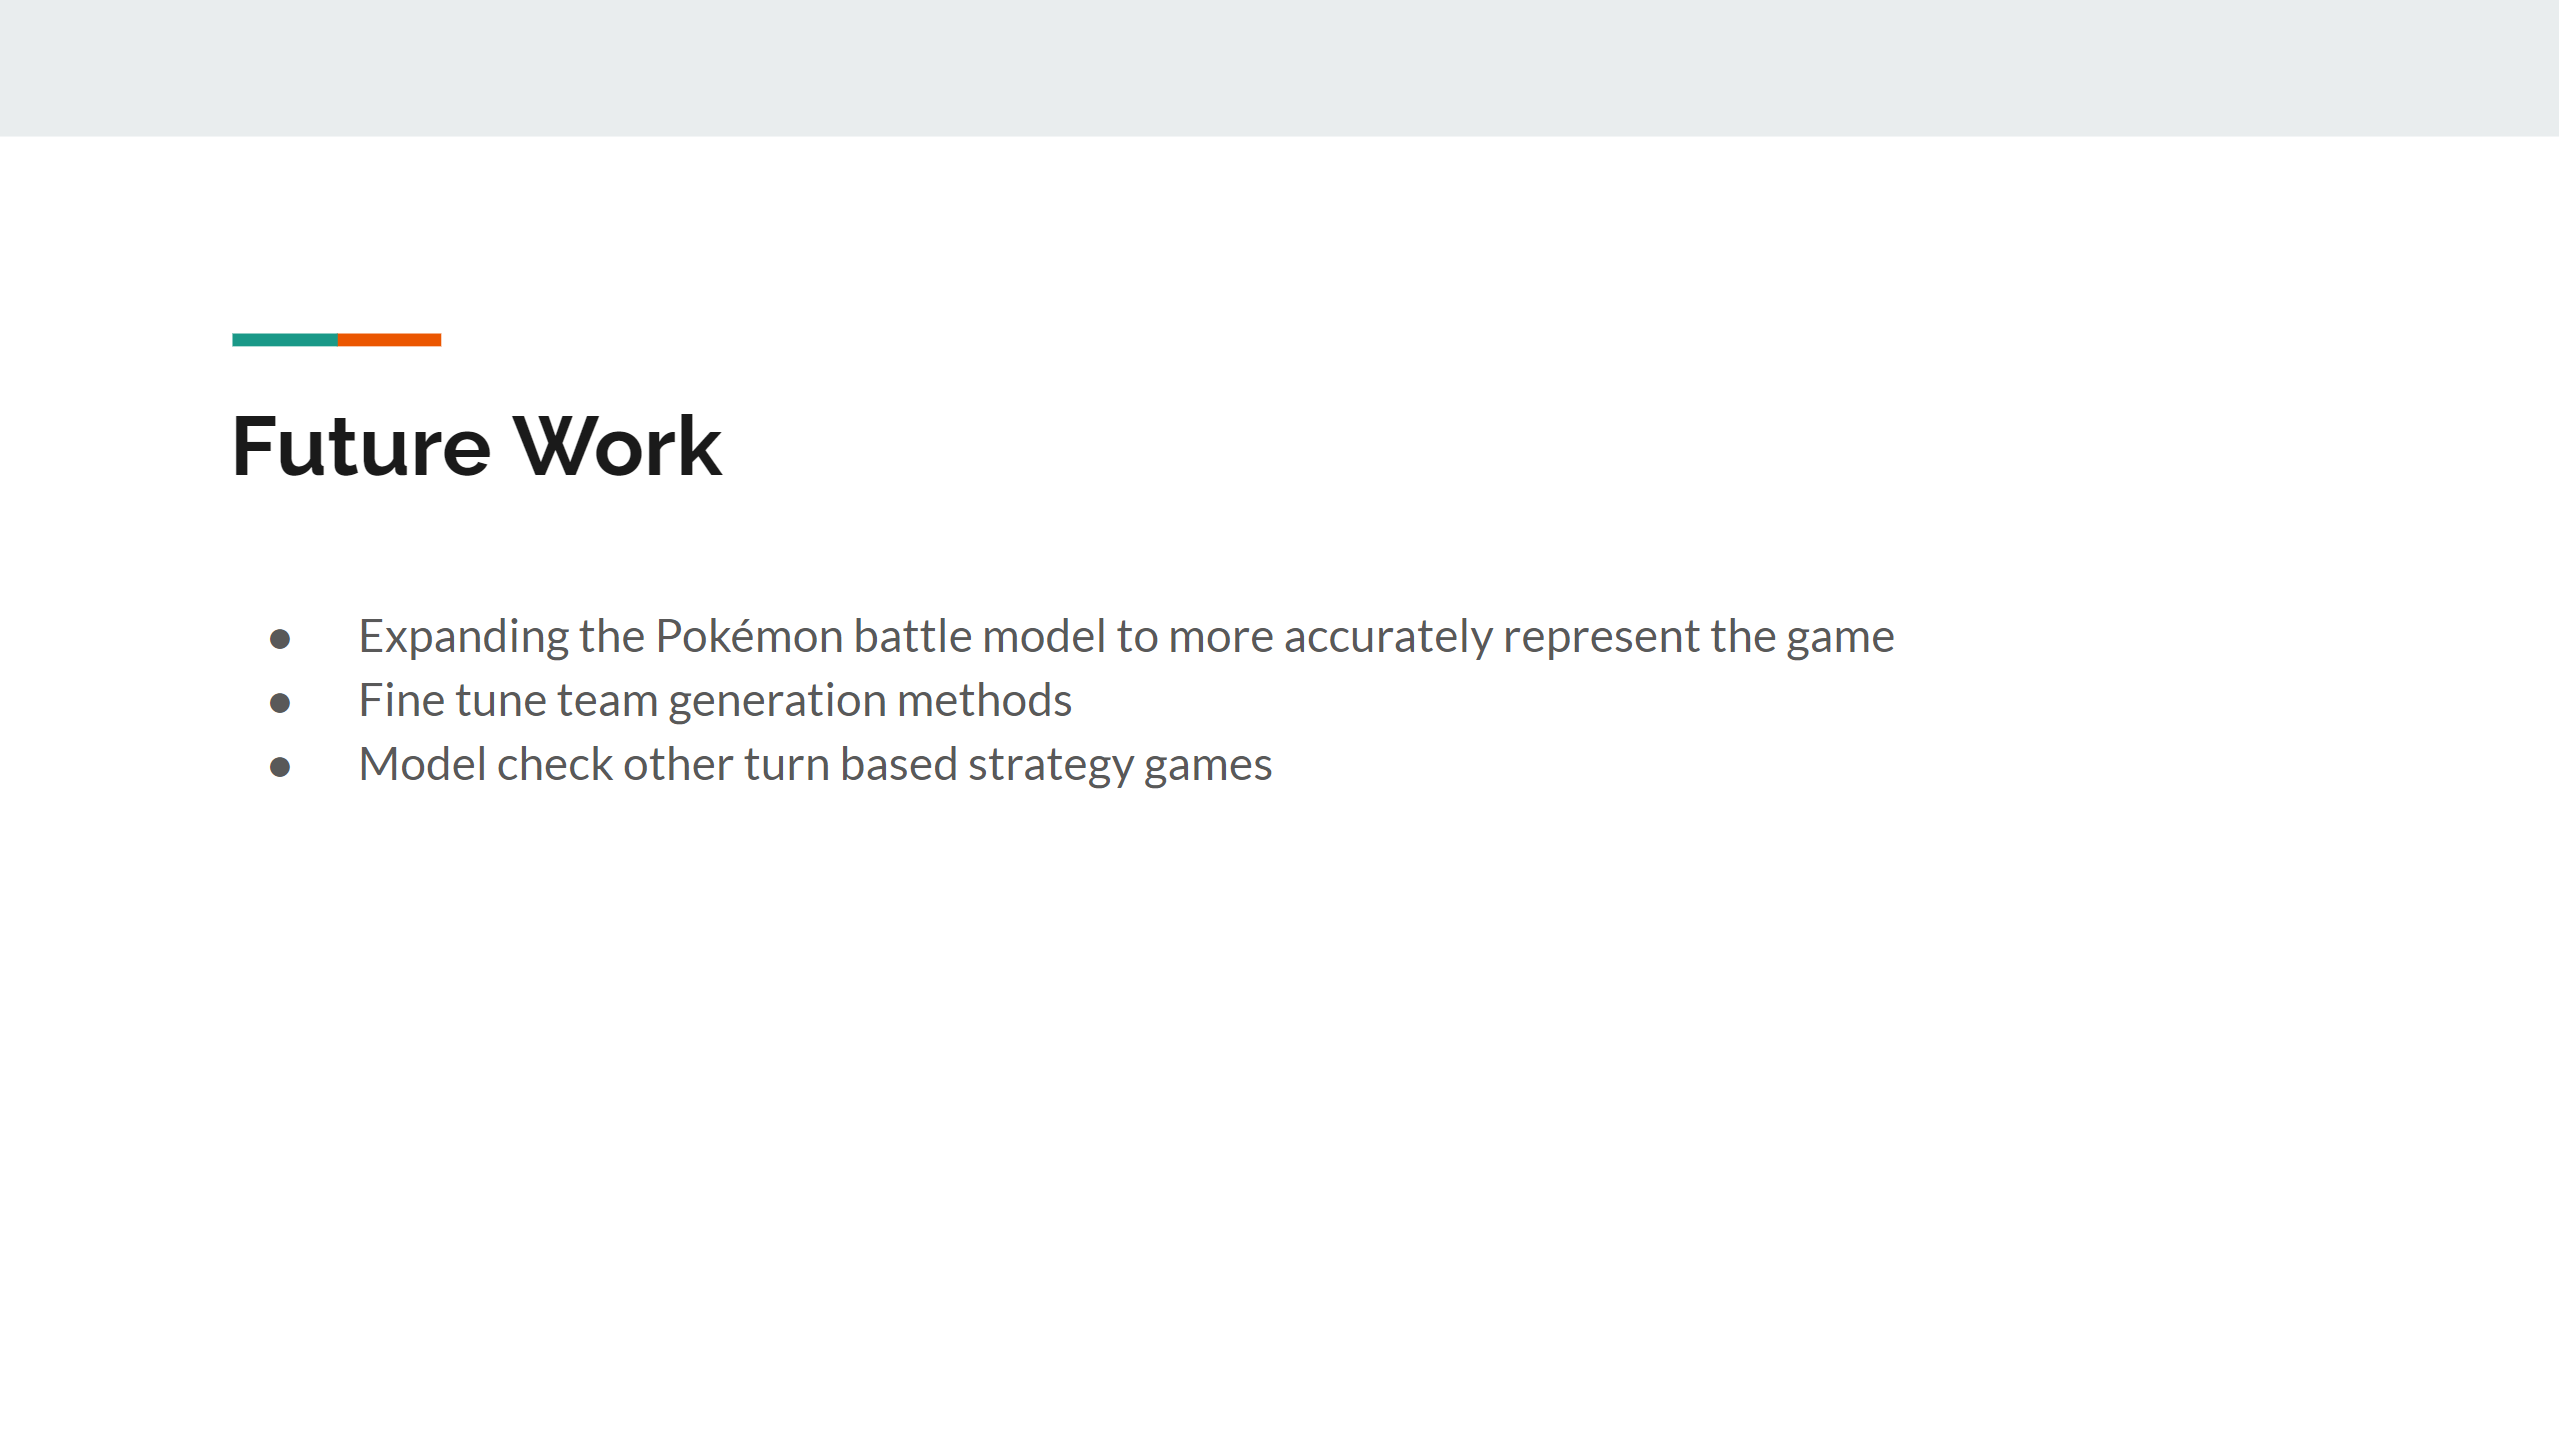 Future Work
● Expanding the Pokémon battle model to more accurately represent the game
● Fine tune team generation methods
● Model check other turn based strategy games